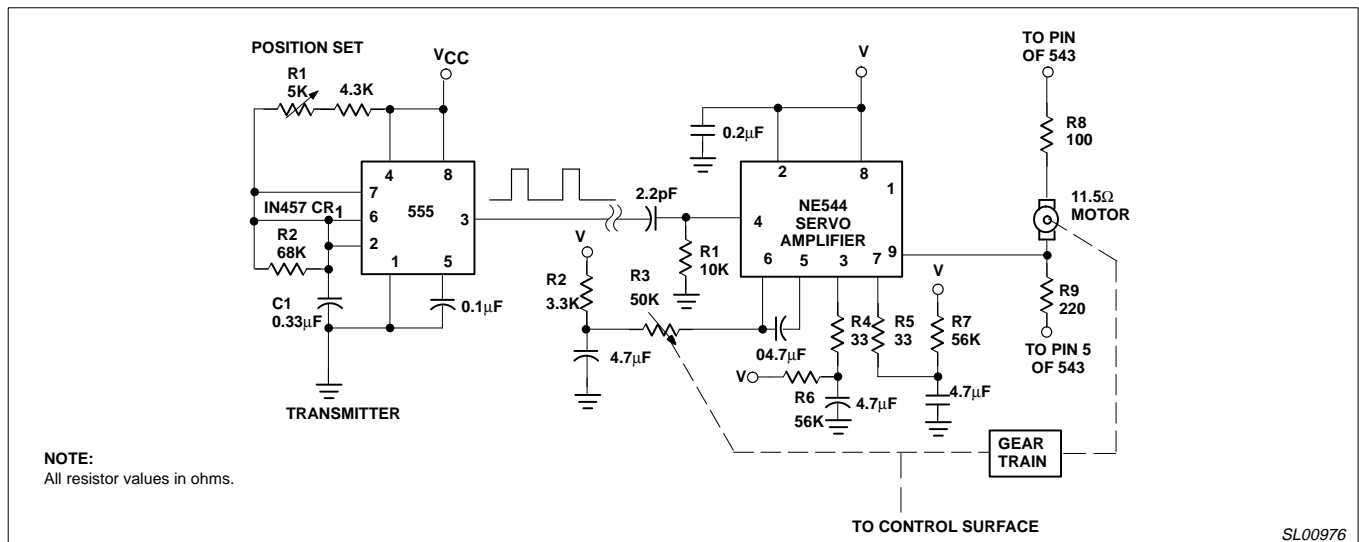 POSITION SET
R1
5K
4.3K
VCC
4
8
7
6
2
555
3
1
5
IN457 CR1
R2
68K
C1
0.33μF
0.1μF
TRANSMITTER
V
0.2μF
2.2pF
R1
10K
2
8
1
4
NE544
SERVO
AMPLIFIER
9
6
5
3
7
V
R2
3.3K
R3
50K
4.7μF
04.7μF
R4
33
R5
33
V
R7
56K
V
R6
56K
4.7μF
4.7μF
TO PIN
OF 543
R8
100
11.5Ω
MOTOR
R9
220
TO PIN 5
OF 543
GEAR
TRAIN
TO CONTROL SURFACE
NOTE:
All resistor values in ohms.
SL00976